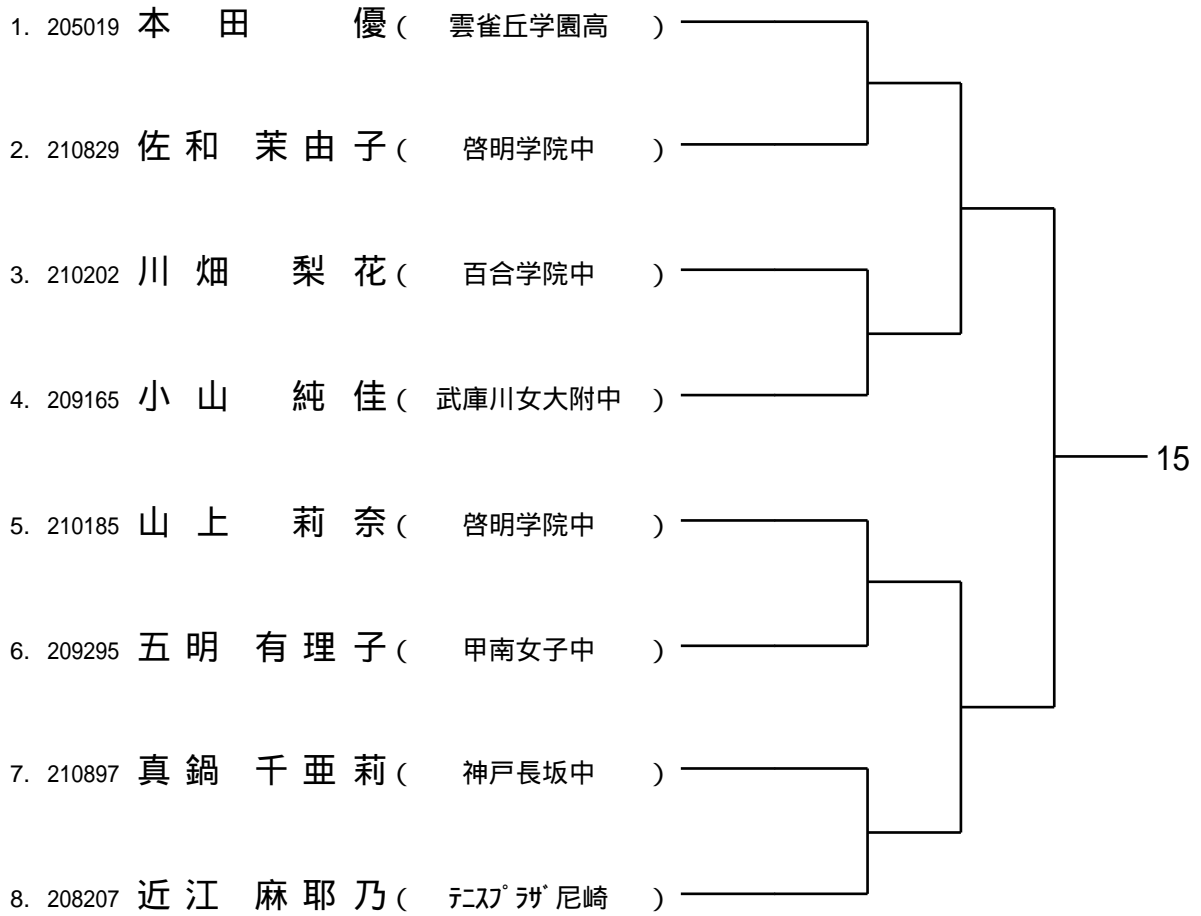 1. 205019 本 田 優 ( 雲雀丘学園高 )
2. 210829 佐 和 茉 由 子 ( 啓明学院中 )
3. 210202 川 畑 梨 花 ( 百合学院中 )
4. 209165 小 山 純 佳 ( 武庫川女大附中 )
15
5. 210185 山 上 莉 奈 ( 啓明学院中 )
6. 209295 五 明 有 理 子 ( 甲南女子中 )
7. 210897 真 鍋 千 亜 莉 ( 神戸長坂中 )
8. 208207 近 江 麻 耶 乃 ( ﾃﾆｽﾌﾟﾗｻﾞ尼崎 )